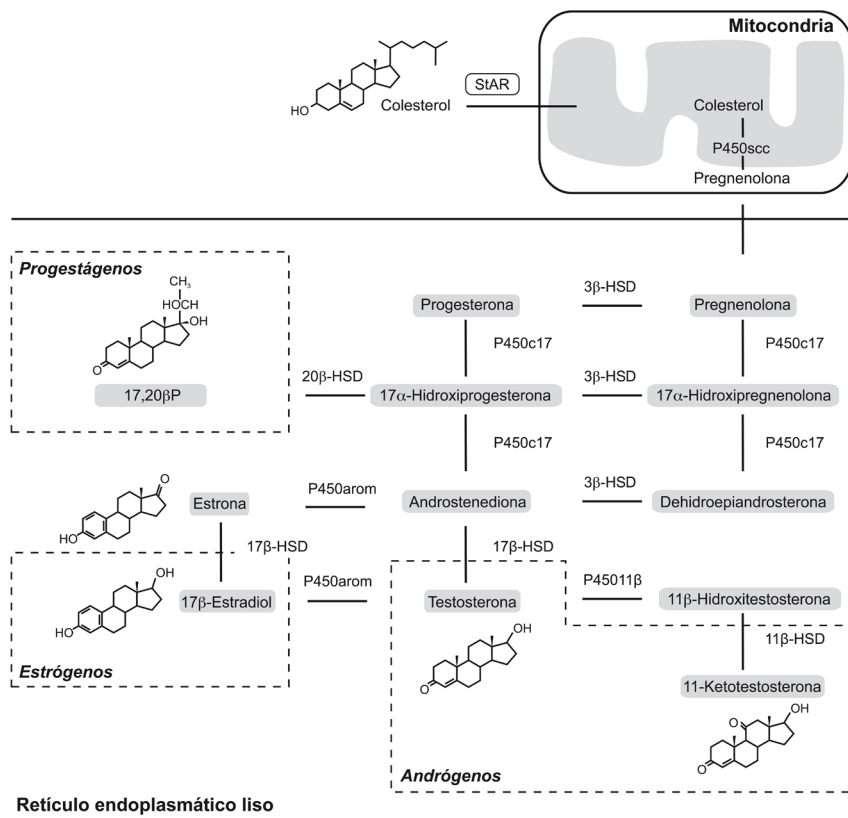 Mitocondria
StAR
HO
Colesterol
Colesterol
P450scc
Pregnenolona
Progestágenos
CH3
HOCH
OH
O
17,20βP
Progesterona
3β-HSD
Pregnenolona
P450c17
P450c17
20β-HSD
17α-Hidroxiprogesterona
3β-HSD
17α-Hidroxipregnenolona
P450c17
P450c17
O
HO
Estrona
P450arom
Androstenediona
3β-HSD
Dehidroepiandrosterona
17β-HSD
17β-HSD
OH
HO
17β-Estradiol
P450arom
Testosterona
P45011β
11β-Hidroxitestosterona
Estrógenos
OH
O
11β-HSD
11-Ketotestosterona
OH
O
O
Andrógenos
Retículo endoplasmático liso